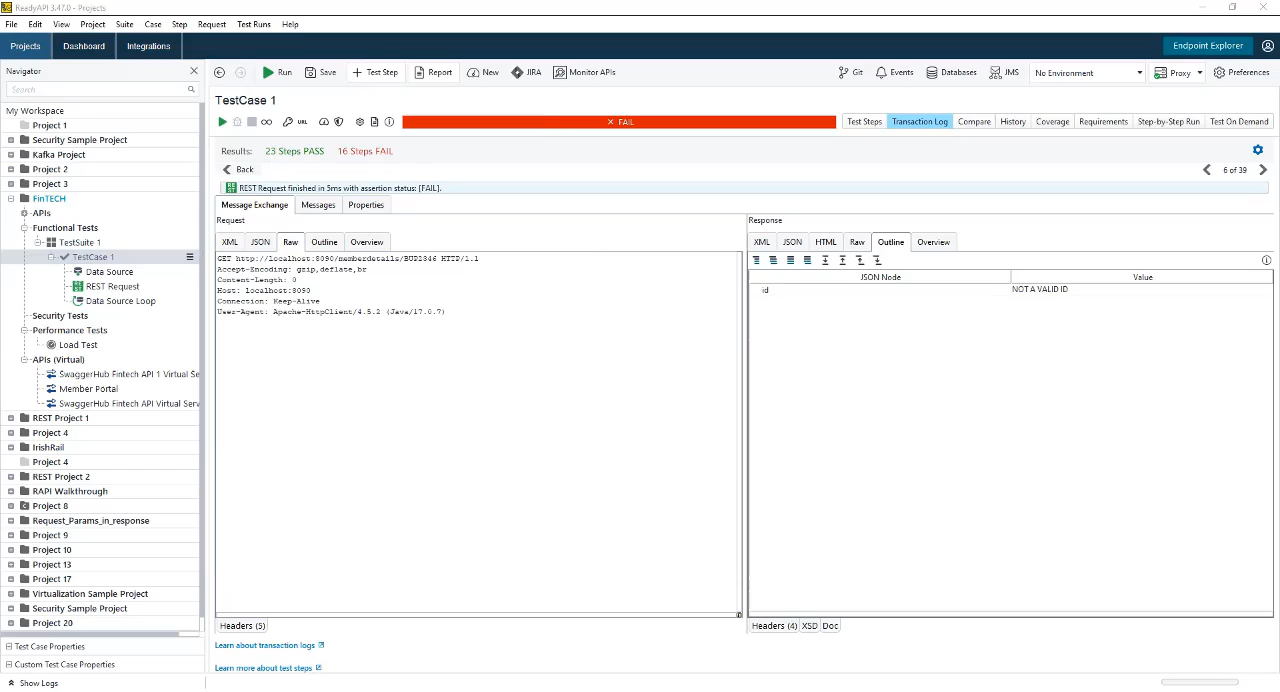 ReadyAPI 3.47.0 - Projects
File Edit View Project Suite Case Step Request Test Runs Help
Projects Dashboard Integrations Endpoint Explorer
Navigator
Search
My Workspace
Project 1
Security Sample Project
Kafka Project
Project 2
Project 3
FinTECH
APIs
Functional Tests
TestSuite 1
TestCase 1
Data Source
REST Request
Data Source Loop
Security Tests
Performance Tests
Load Test
APIs (Virtual)
SwaggerHub Fintech API 1 Virtual Se
Member Portal
SwaggerHub Fintech API Virtual Serv
REST Project 1
Project 4
IrishRail
Project 4
REST Project 2
RAPI Walkthrough
Project 8
Request_Params_in_response
Project 9
Project 10
Project 13
Project 17
Virtualization Sample Project
Security Sample Project
Project 20
Test Case Properties
Custom Test Case Properties
Show Logs
Run Save Test Step Report New JIRA Monitor APIs Git Events Databases JMS No Environment Proxy Preferences
TestCase 1
URL FAIL Test Steps Transaction Log Compare History Coverage Requirements Step-by-Step Run Test On Demand
Results: 23 Steps PASS 16 Steps FAIL
Back 6 of 39
REST Request finished in 5ms with assertion status: [FAIL].
Message Exchange Messages Properties
Request
XML JSON Raw Outline Overview
GET http://localhost:8090/memberdetails/BUP2846 HTTP/1.1
Accept-Encoding: gzip,deflate,br
Content-Length: 0
Host: localhost:8090
Connection: Keep-Alive
User-Agent: Apache-HttpClient/4.5.2 (Java/17.0.7)
Headers (5)
Response
XML JSON HTML Raw Outline Overview
JSON Node Value
id NOT A VALID ID
Headers (4) XSD Doc
Learn about transaction logs
Learn more about test steps